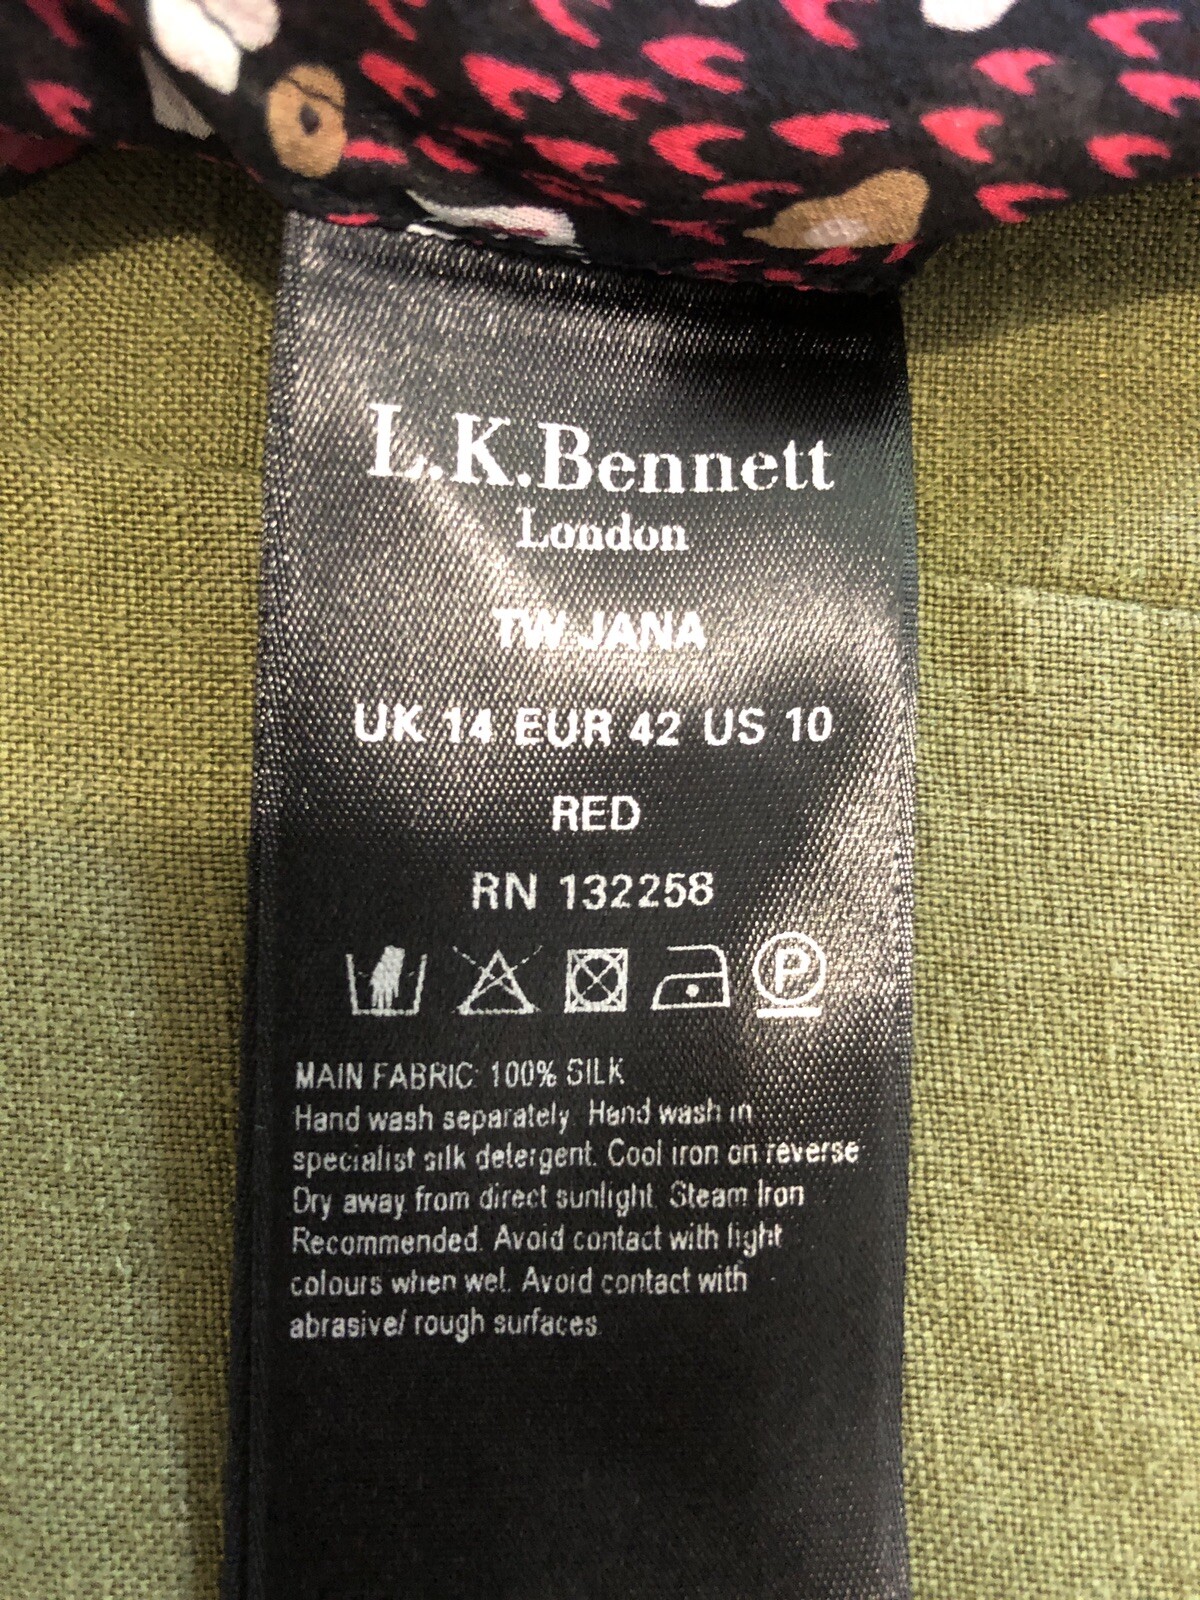 L.K.Bennett
London
TW JANA
UK 14 EUR 42 US 10
RED
RN 132258
P
MAIN FABRIC: 100% SILK
Hand wash separately. Hand wash in
specialist silk detergent. Cool iron on reverse
Dry away from direct sunlight. Steam Iron
Recommended. Avoid contact with light
colours when wet. Avoid contact with
abrasive/ rough surfaces.